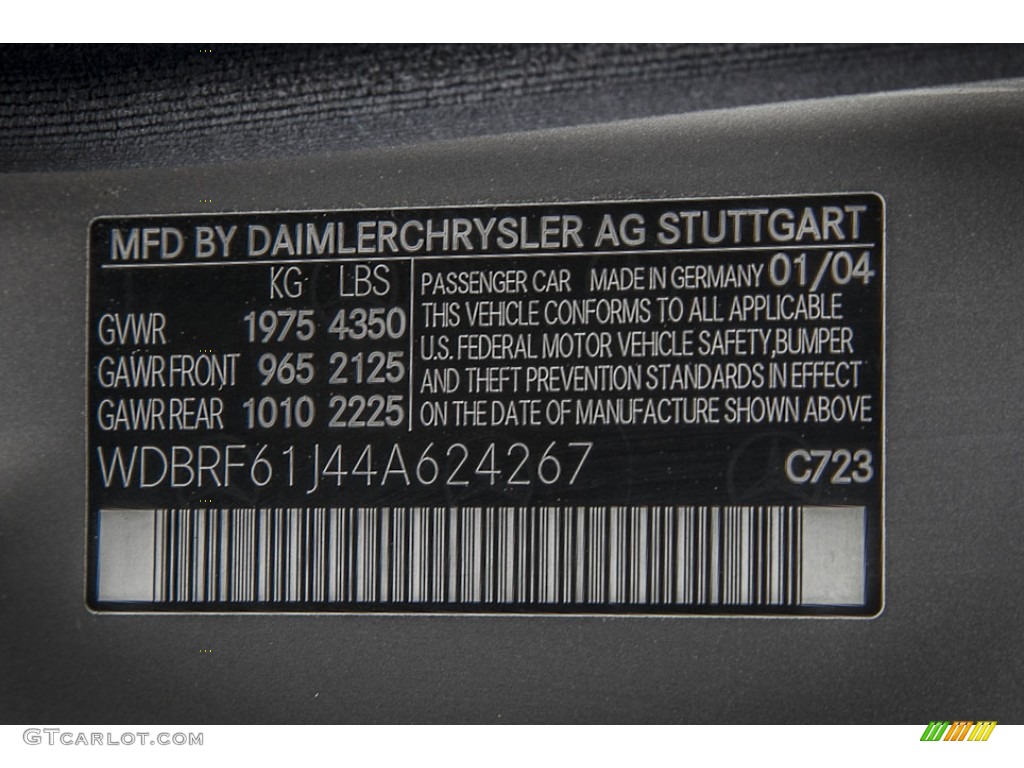 MFD BY DAIMLERCHRYSLER AG STUTTGART
KG LBS
GVWR 1975 4350
GAWR FRONT 965 2125
GAWR REAR 1010 2225
PASSENGER CAR MADE IN GERMANY 01/04
THIS VEHICLE CONFORMS TO ALL APPLICABLE
U.S. FEDERAL MOTOR VEHICLE SAFETY,BUMPER
AND THEFT PREVENTION STANDARDS IN EFFECT
ON THE DATE OF MANUFACTURE SHOWN ABOVE
WDBRF61J44A624267 C723
GTCARLOT.COM